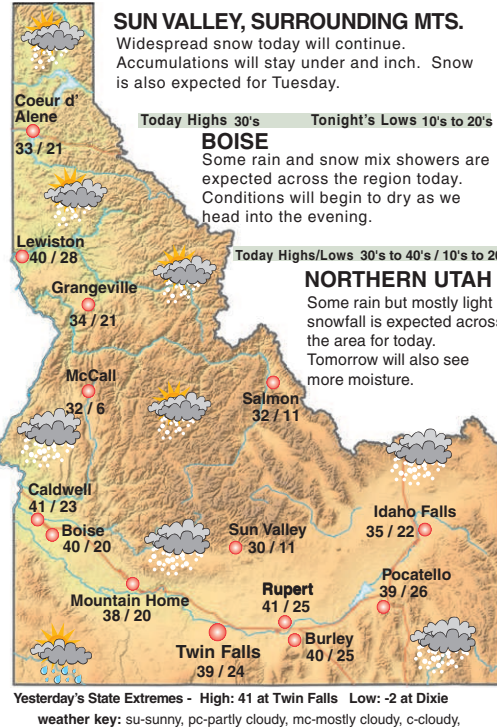 SUN VALLEY, SURROUNDING MTS.
Widespread snow today will continue.
Accumulations will stay under and inch. Snow
is also expected for Tuesday.
Today Highs 30's Tonight's Lows 10's to 20's
BOISE
Some rain and snow mix showers are
expected across the region today.
Conditions will begin to dry as we
head into the evening.
Today Highs/Lows 30's to 40's / 10's to 20
NORTHERN UTAH
Some rain but mostly light
snowfall is expected across
the area for today.
Tomorrow will also see
more moisture.
Coeur d'
Alene
33 / 21
Lewiston
40 / 28
Grangeville
34 / 21
McCall
32 / 6
Salmon
32 / 11
Caldwell
41 / 23
Boise
40 / 20
Sun Valley
30 / 11
Idaho Falls
35 / 22
Mountain Home
38 / 20
Rupert
41 / 25
Pocatello
39 / 26
Twin Falls
39 / 24
Burley
40 / 25
Yesterday's State Extremes - High: 41 at Twin Falls Low: -2 at Dixie
weather key: su-sunny, pc-partly cloudy, mc-mostly cloudy, c-cloudy,